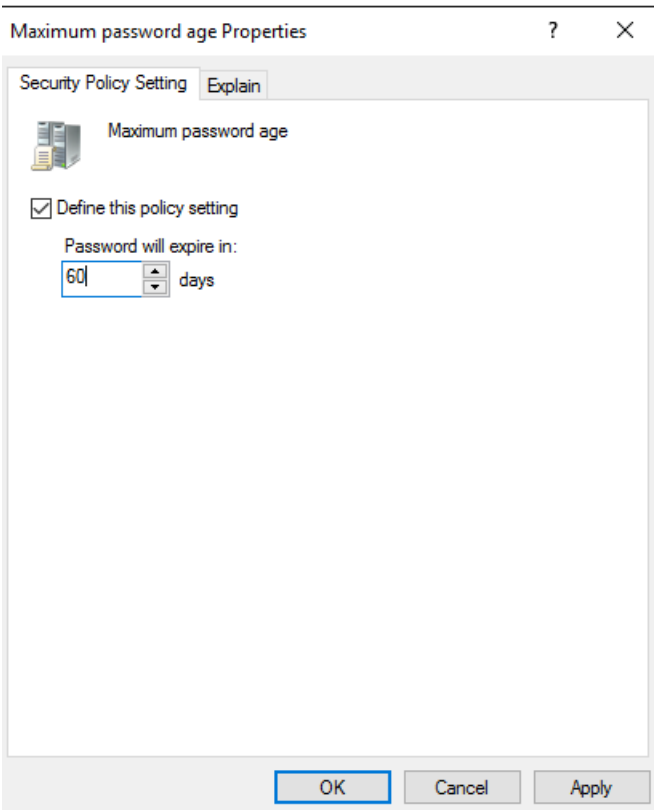 Maximum password age Properties ? ×
Security Policy Setting Explain
Maximum password age
Define this policy setting
Password will expire in:
60 days
OK Cancel Apply